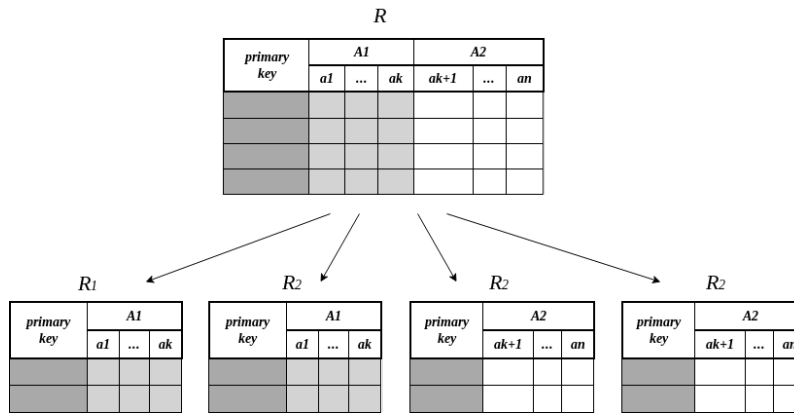 R
primary key A1 A2
a1 ... ak ak+1 ... an
R1 R2 R2 R2
primary key A1 primary key A1 primary key A2 primary key A2
a1 ... ak a1 ... ak ak+1 ... an ak+1 ... an